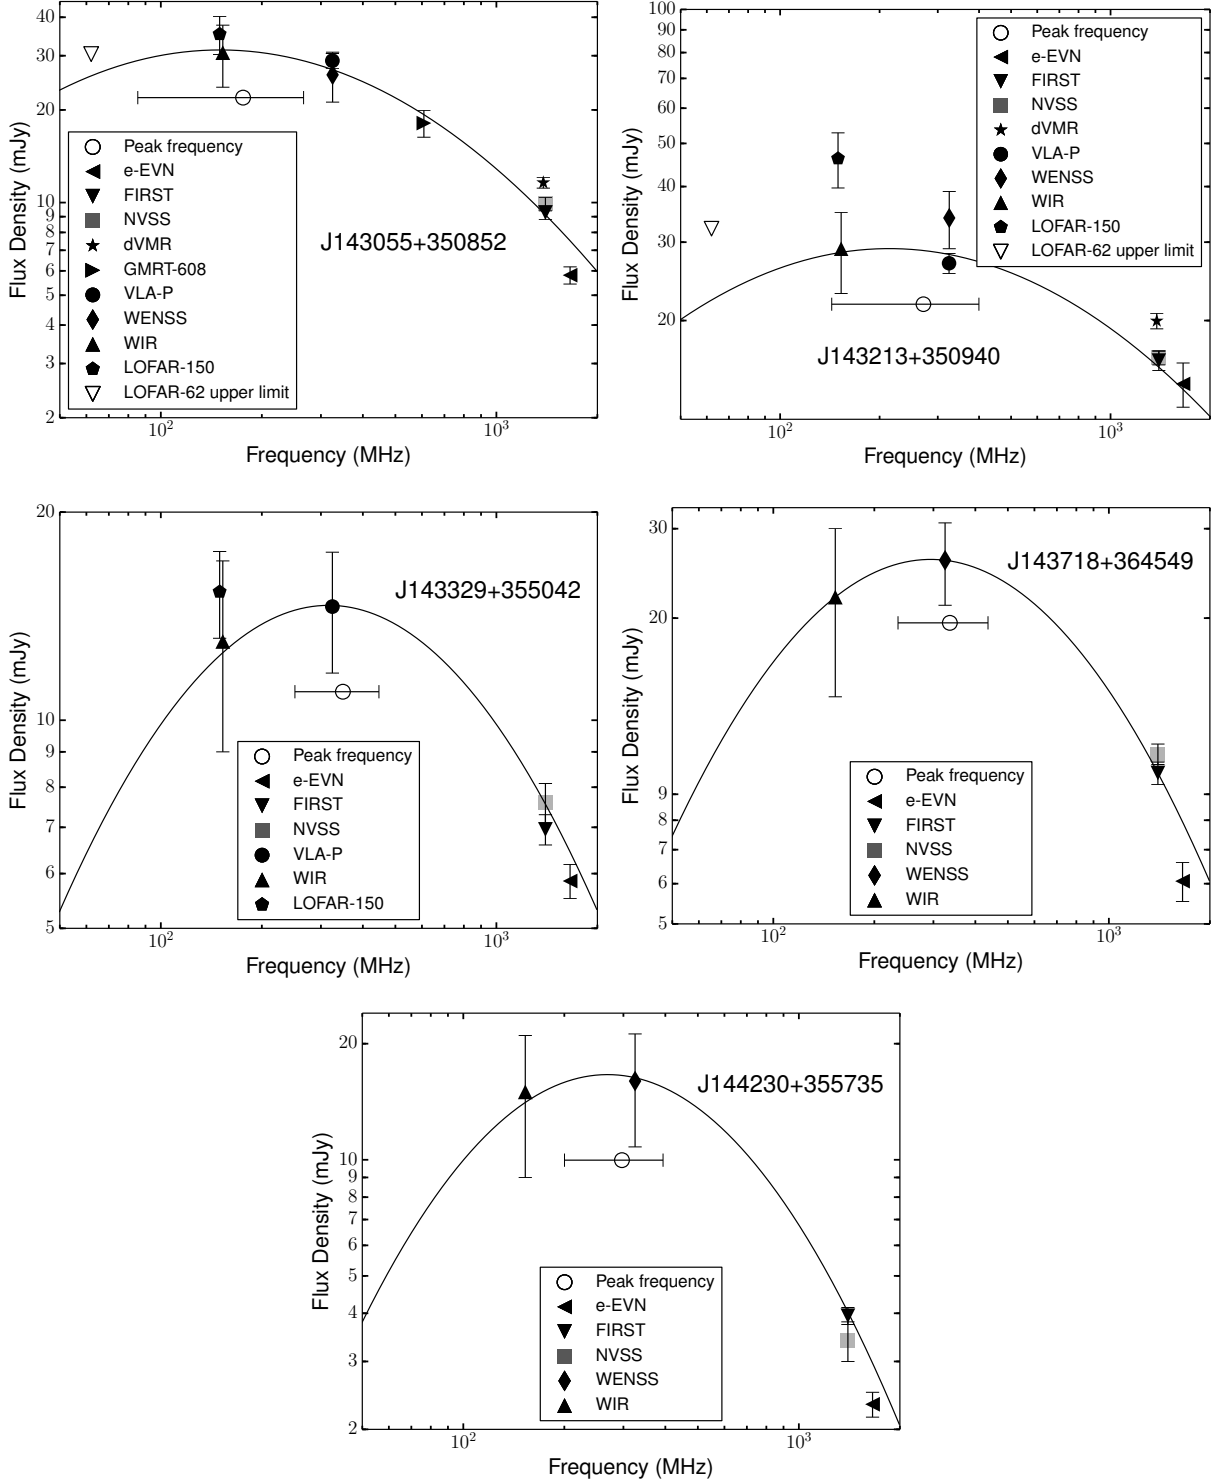 40
30
20
10
9
8
7
6
5
4
3
2
Flux Density (mJy)
Peak frequency
e-EVN
FIRST
NVSS
dVMR
GMRT-608
VLA-P
WENSS
WIR
LOFAR-150
LOFAR-62 upper limit
J143055+350852
10²
10³
Frequency (MHz)
100
90
80
70
60
50
40
30
20
Flux Density (mJy)
Peak frequency
e-EVN
FIRST
NVSS
dVMR
VLA-P
WENSS
WIR
LOFAR-150
LOFAR-62 upper limit
J143213+350940
10²
10³
Frequency (MHz)
20
10
9
8
7
6
5
Flux Density (mJy)
J143329+355042
Peak frequency
e-EVN
FIRST
NVSS
VLA-P
WIR
LOFAR-150
10²
10³
Frequency (MHz)
30
20
9
8
7
6
5
Flux Density (mJy)
J143718+364549
Peak frequency
e-EVN
FIRST
NVSS
WENSS
WIR
10²
10³
Frequency (MHz)
20
10
9
8
7
6
5
4
3
2
Flux Density (mJy)
J144230+355735
Peak frequency
e-EVN
FIRST
NVSS
WENSS
WIR
10²
10³
Frequency (MHz)